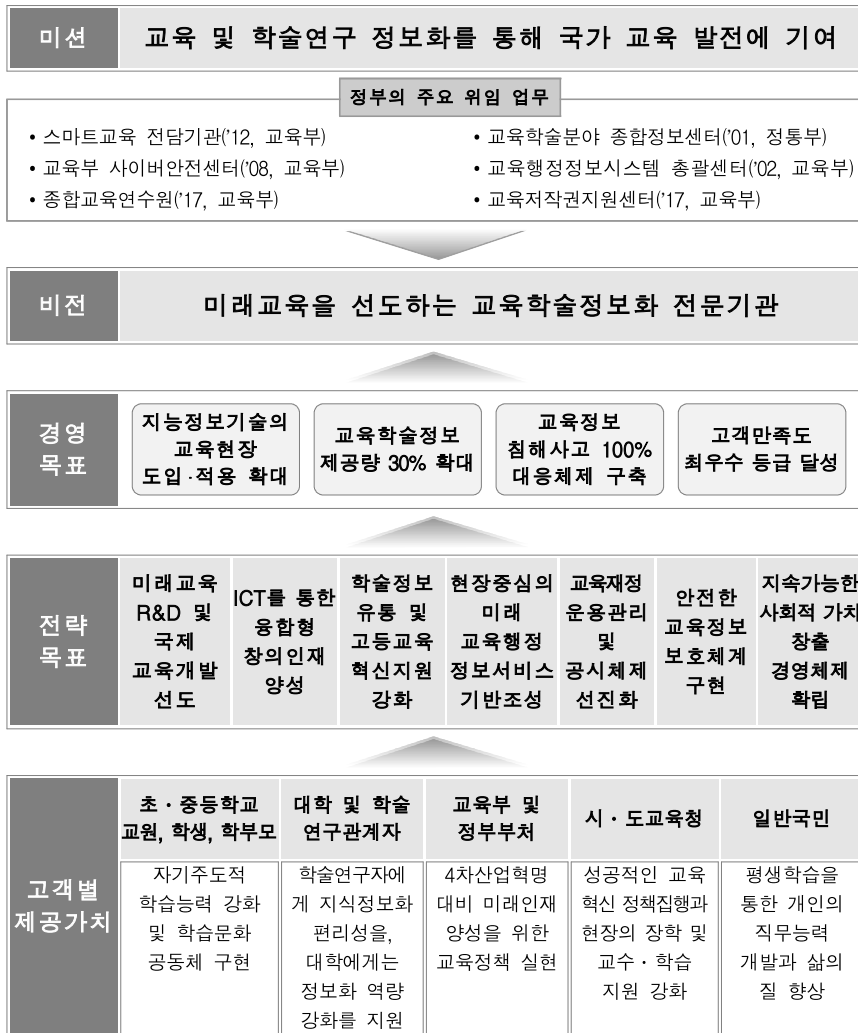 미션
교육 및 학술연구 정보화를 통해 국가 교육 발전에 기여
정부의 주요 위임 업무
• 스마트교육 전담기관('12, 교육부)
• 교육부 사이버안전센터('08, 교육부)
• 종합교육연수원('17, 교육부)
• 교육학술분야 종합정보센터('01, 정통부)
• 교육행정정보시스템 총괄센터('02, 교육부)
• 교육저작권지원센터('17, 교육부)
비전
미래교육을 선도하는 교육학술정보화 전문기관
경영
목표
지능정보기술의
교육현장
도입·적용 확대
교육학술정보
제공량 30% 확대
교육정보
침해사고 100%
대응체제 구축
고객만족도
최우수 등급 달성
전략
목표
미래교육
R&D 및
국제
교육개발
선도
ICT를 통한
융합형
창의인재
양성
학술정보
유통 및
고등교육
혁신지원
강화
현장중심의
미래
교육행정
정보서비스
기반조성
교육재정
운용관리
및
공시체제
선진화
안전한
교육정보
보호체계
구현
지속가능한
사회적 가치
창출
경영체제
확립
고객별
제공가치
초·중등학교
교원, 학생, 학부모
자기주도적
학습능력 강화
및 학습문화
공동체 구현
대학 및 학술
연구관계자
학술연구자에
게 지식정보화
편리성을,
대학에게는
정보화 역량
강화를 지원
교육부 및
정부부처
4차산업혁명
대비 미래인재
양성을 위한
교육정책 실현
시·도교육청
성공적인 교육
혁신 정책집행과
현장의 장학 및
교수·학습
지원 강화
일반국민
평생학습을
통한 개인의
직무능력
개발과 삶의
질 향상